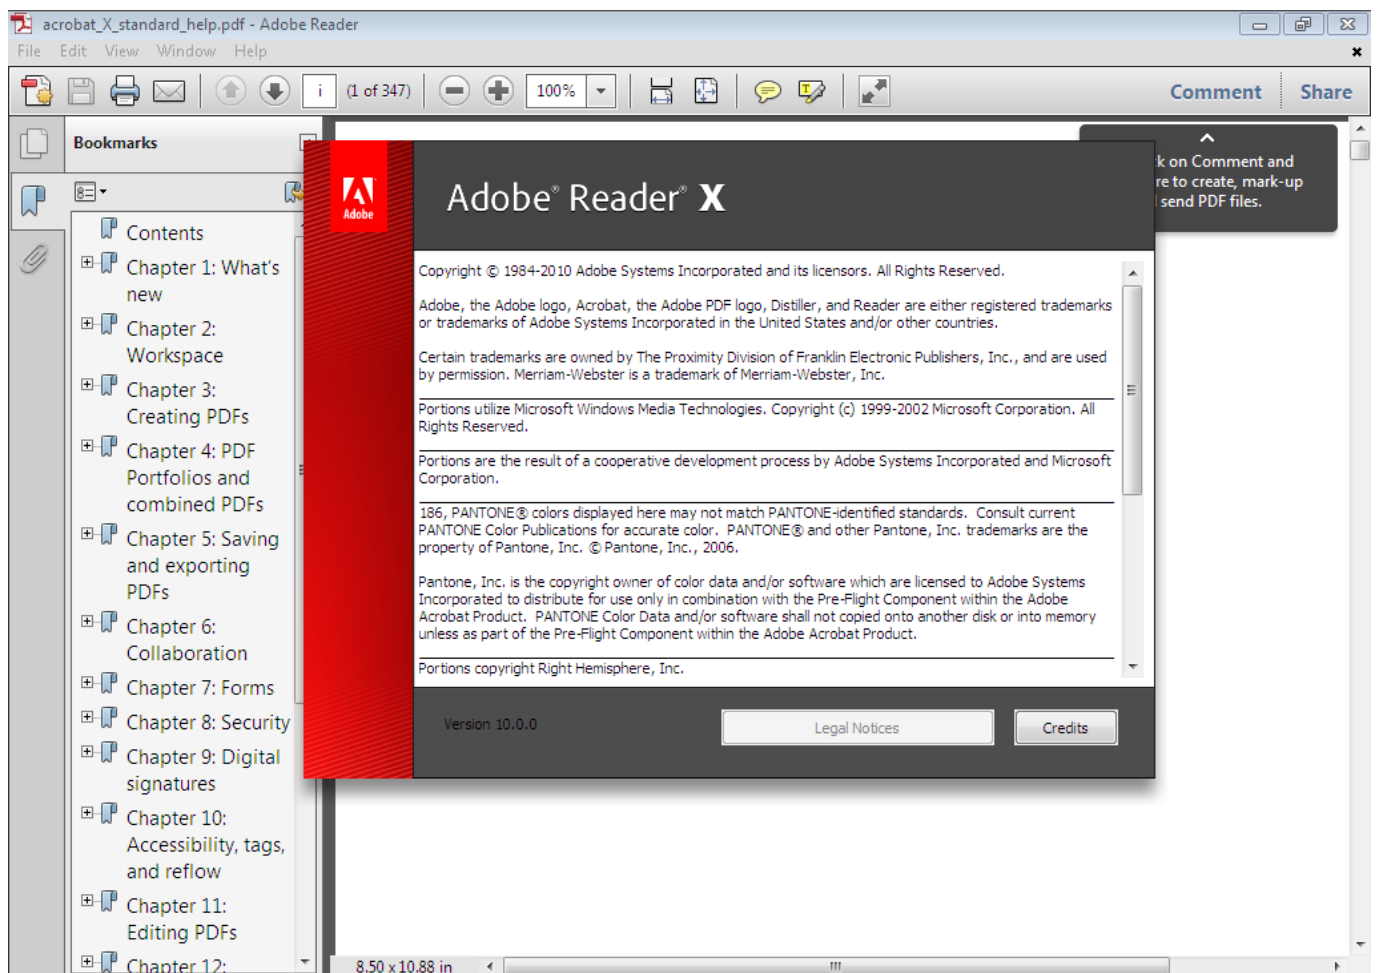 acrobat_X_standard_help.pdf - Adobe Reader
File Edit View Window Help
i (1 of 347) 100% Comment Share
Bookmarks
Contents
Chapter 1: What's
new
Chapter 2:
Workspace
Chapter 3:
Creating PDFs
Chapter 4: PDF
Portfolios and
combined PDFs
Chapter 5: Saving
and exporting
PDFs
Chapter 6:
Collaboration
Chapter 7: Forms
Chapter 8: Security
Chapter 9: Digital
signatures
Chapter 10:
Accessibility, tags,
and reflow
Chapter 11:
Editing PDFs
Chapter 12:
Adobe
Adobe® Reader® X
Copyright © 1984-2010 Adobe Systems Incorporated and its licensors. All Rights Reserved.
Adobe, the Adobe logo, Acrobat, the Adobe PDF logo, Distiller, and Reader are either registered trademarks
or trademarks of Adobe Systems Incorporated in the United States and/or other countries.
Certain trademarks are owned by The Proximity Division of Franklin Electronic Publishers, Inc., and are used
by permission. Merriam-Webster is a trademark of Merriam-Webster, Inc.
Portions utilize Microsoft Windows Media Technologies. Copyright (c) 1999-2002 Microsoft Corporation. All
Rights Reserved.
Portions are the result of a cooperative development process by Adobe Systems Incorporated and Microsoft
Corporation.
186, PANTONE® colors displayed here may not match PANTONE-identified standards. Consult current
PANTONE Color Publications for accurate color. PANTONE® and other Pantone, Inc. trademarks are the
property of Pantone, Inc. © Pantone, Inc., 2006.
Pantone, Inc. is the copyright owner of color data and/or software which are licensed to Adobe Systems
Incorporated to distribute for use only in combination with the Pre-Flight Component within the Adobe
Acrobat Product. PANTONE Color Data and/or software shall not copied onto another disk or into memory
unless as part of the Pre-Flight Component within the Adobe Acrobat Product.
Portions copyright Right Hemisphere, Inc.
Version 10.0.0
Legal Notices
Credits
on Comment and
to create, mark-up
send PDF files.
8.50 x 10.88 in